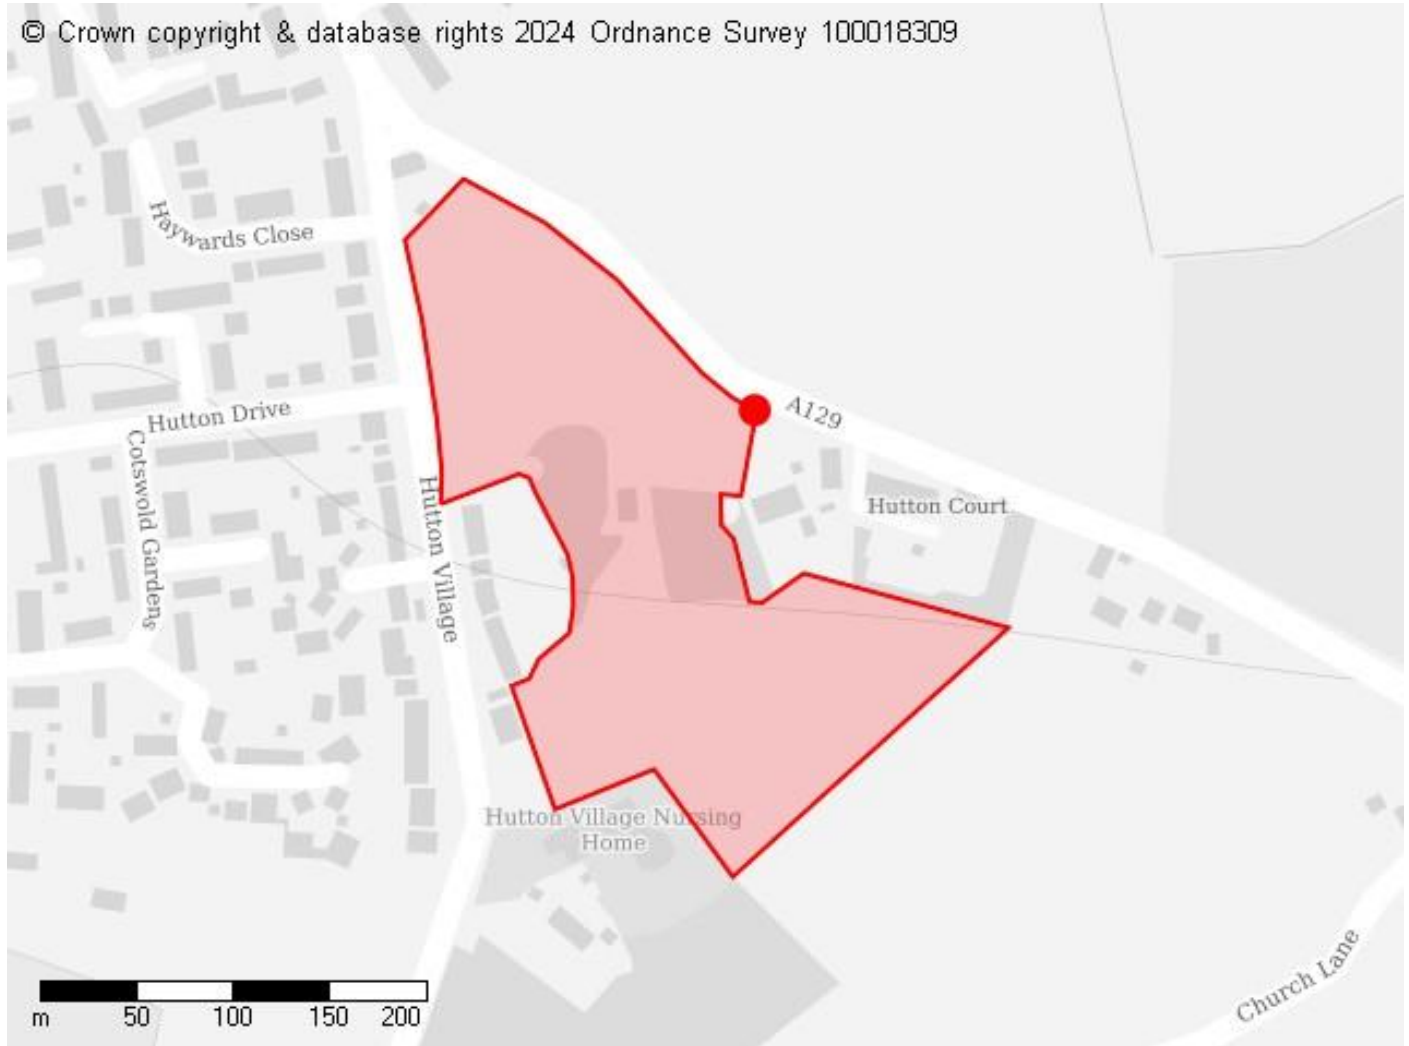 © Crown copyright & database rights 2024 Ordnance Survey 100018309
Haywards Close
Hutton Drive
A129
Cotswold Gardens
Hutton Village
Hutton Court
Hutton Village Nursing
Home
Church Lane
m 50 100 150 200